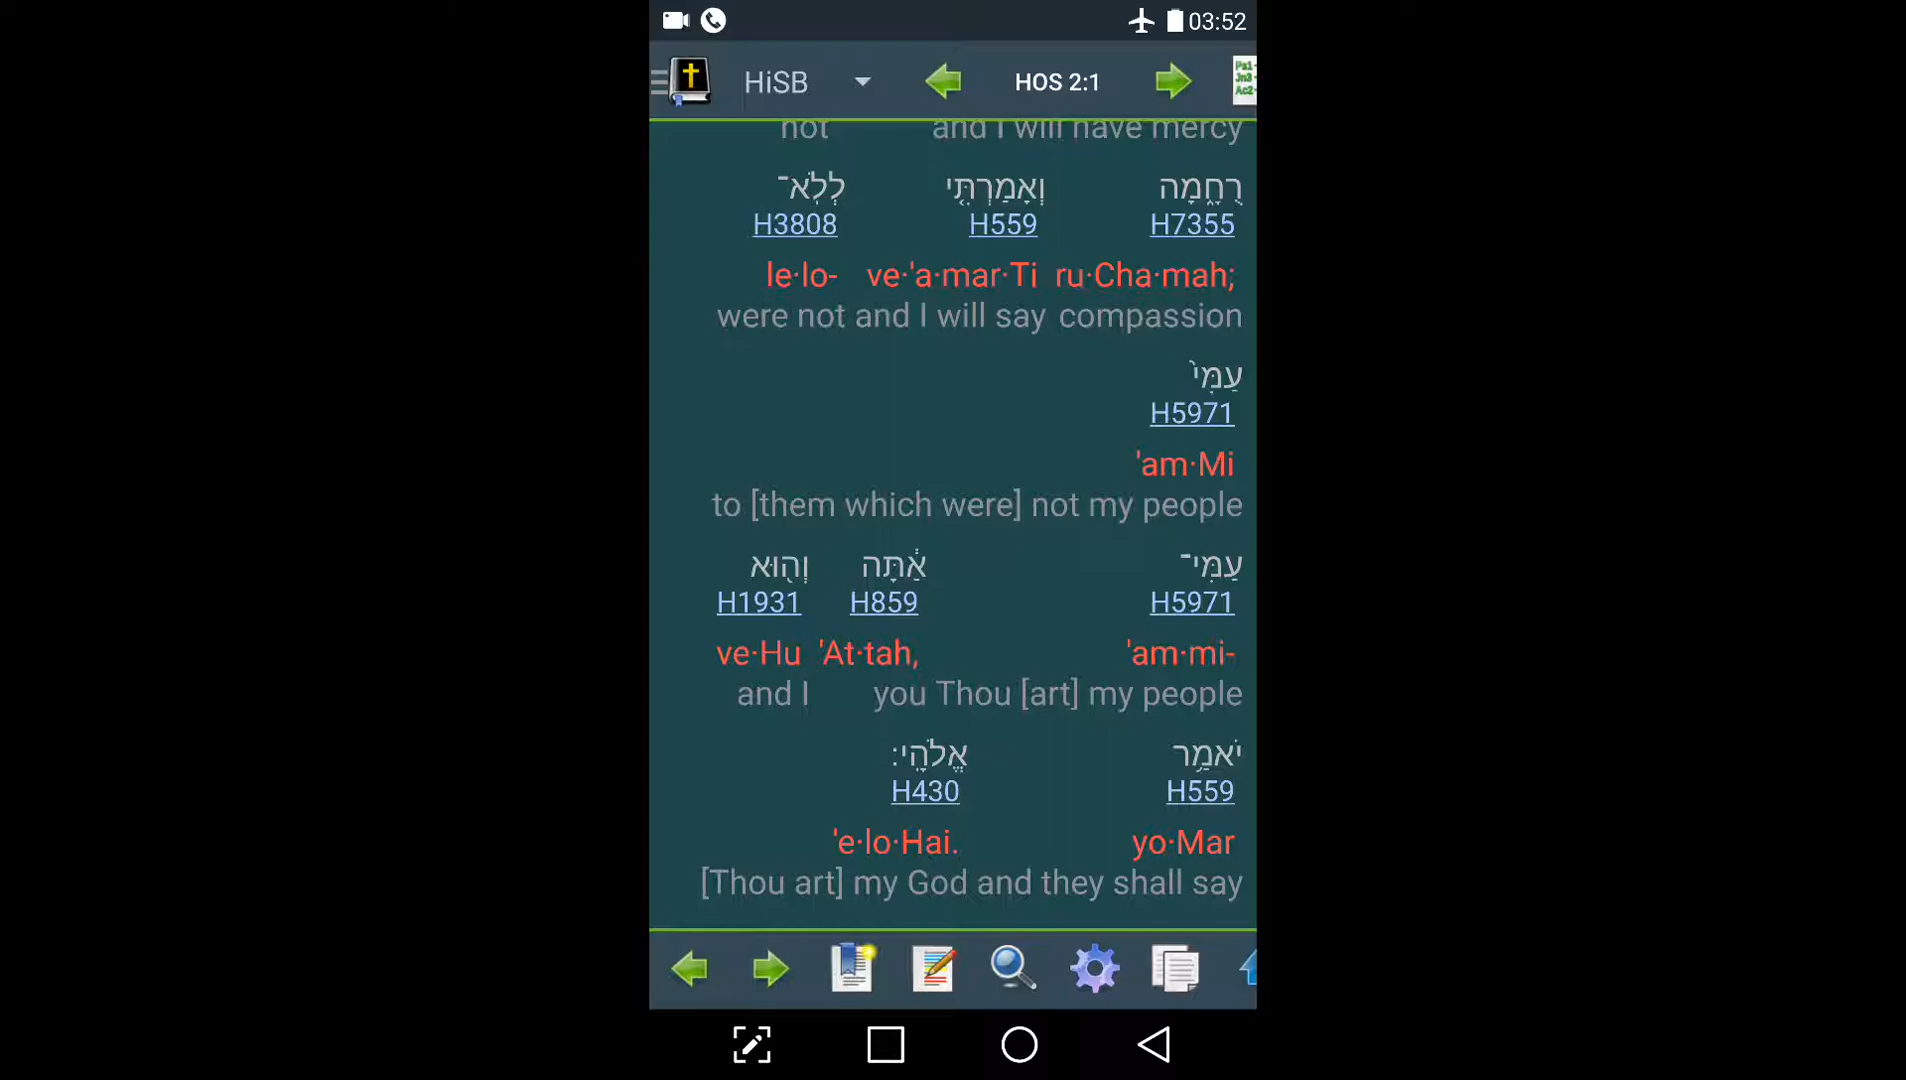 03:52
HiSB HOS 2:1
not and I will have mercy
רֻחָ֑מָה וְאָמַרְתִּ֤י לְלֹֽא־
H3808 H559 H7355
le·lo- ve·'a·mar·Ti ru·Cha·mah;
were not and I will say compassion
עַמִּי֙
H5971
'am·Mi
to [them which were] not my people
עַמִּי־ אַ֔תָּה וְה֖וּא
H1931 H859 H5971
ve·Hu 'At·tah, 'am·mi-
and I you Thou [art] my people
יֹאמַ֥ר אֱלֹהָֽי׃
H430 H559
'e·lo·Hai. yo·Mar
[Thou art] my God and they shall say